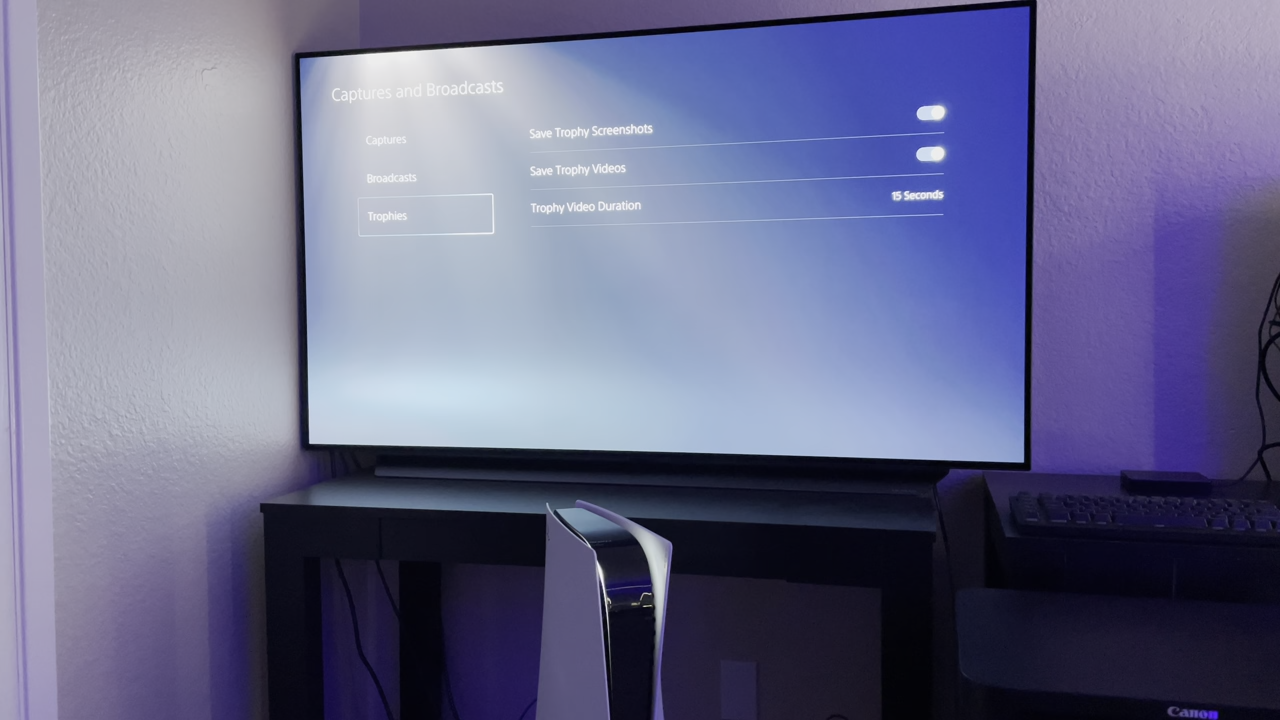 Captures and Broadcasts
Captures
Broadcasts
Trophies
Save Trophy Screenshots
Save Trophy Videos
Trophy Video Duration
15 Seconds
Canon